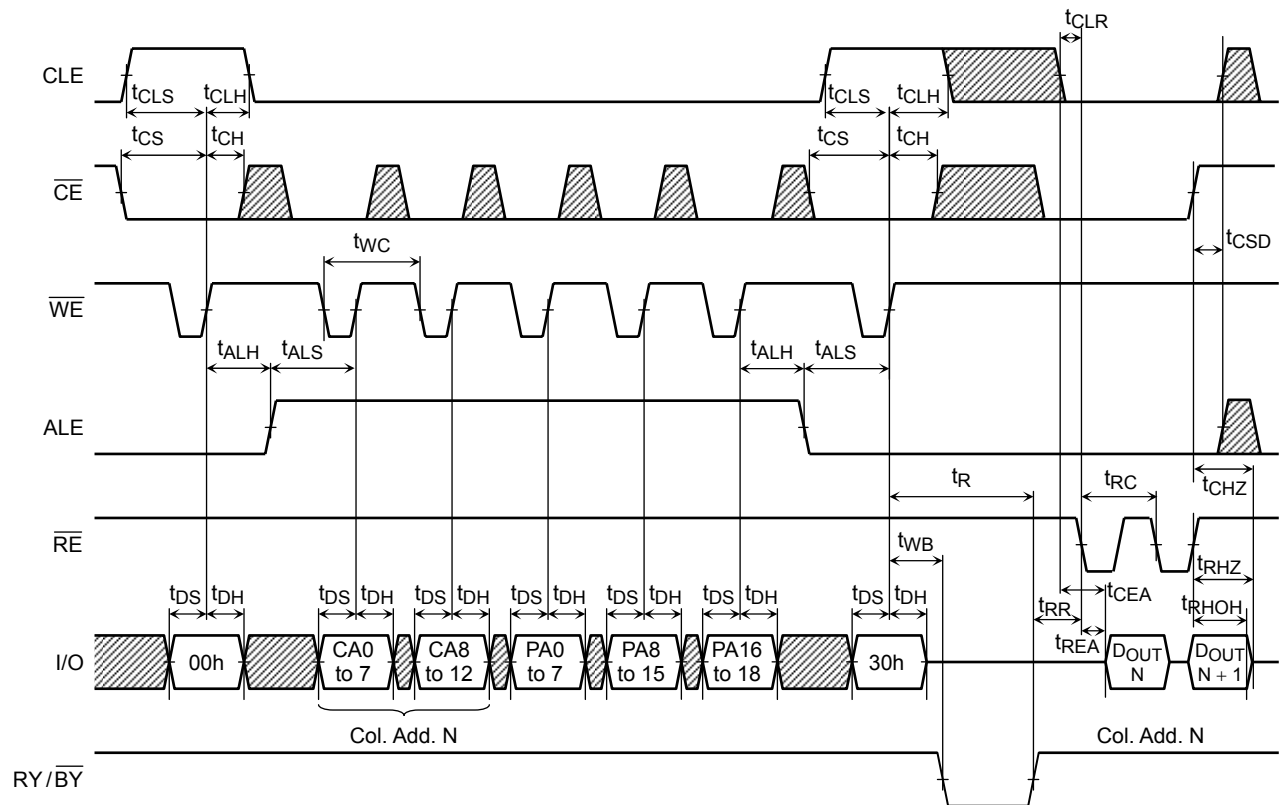 tCLR
CLE
tCLS tCLH tCLS tCLH
tCS tCH tCS tCH
CE
tCSD
tWC
WE
tALH tALS tALH tALS
ALE
tR tRC tCHZ
RE
tWB
tDS tDH tDS tDH tDS tDH tDS tDH tDS tDH tDS tDH tDS tDH
tCEA tRHZ
tRR tRHOH
tREA
I/O
00h
CA0 to 7
CA8 to 12
PA0 to 7
PA8 to 15
PA16 to 18
30h
DOUT N
DOUT N + 1
Col. Add. N Col. Add. N
RY/BY